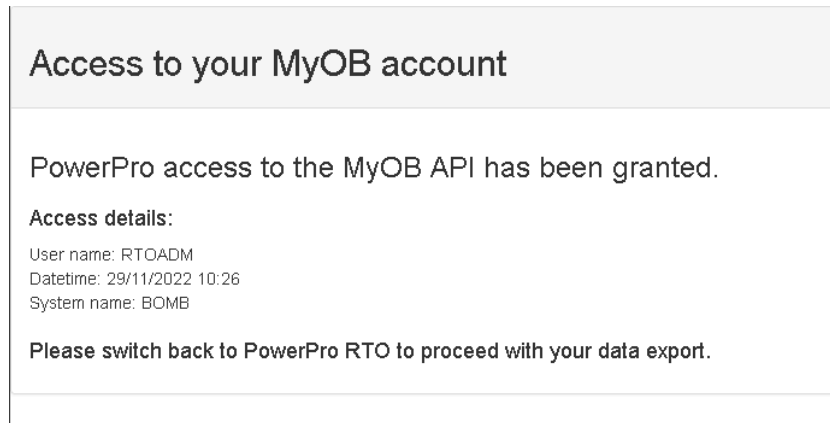 Access to your MyOB account
PowerPro access to the MyOB API has been granted.
Access details:
User name: RTOADM
Datetime: 29/11/2022 10:26
System name: BOMB
Please switch back to PowerPro RTO to proceed with your data export.